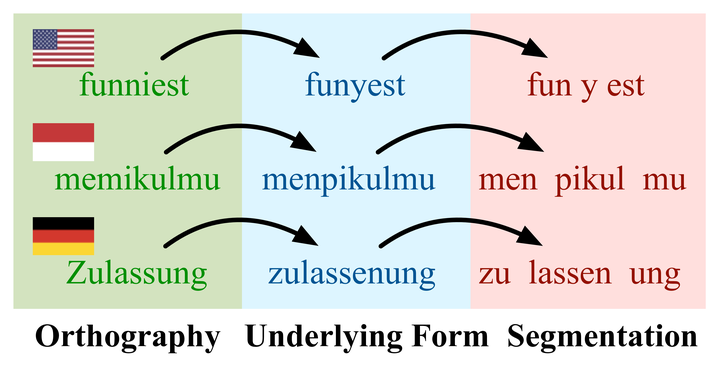 funniest funyest fun y est
memikulmu menpikulmu men pikul mu
Zulassung zulassenung zu lassen ung
Orthography Underlying Form Segmentation